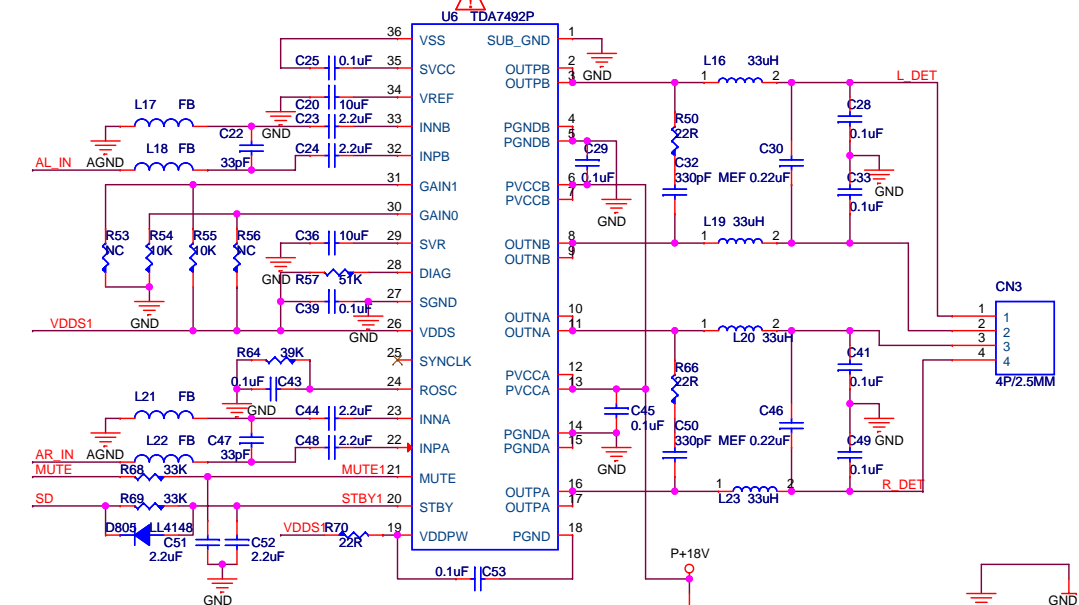 U6 TDA7492P
36 VSS SUB_GND 1
GND
C25 0.1uF 35 SVCC OUTPB 2
OUTPB 3
L16 33uH 1 2 L_DET
C20 10uF 34 VREF
GND
L17 FB C22 C23 2.2uF 33 INNB PGNDB 4
PGNDB 5
AGND
L18 FB 33pF C24 2.2uF 32 INPB
AL_IN
R50 22R
C28 0.1uF
C29 0.1uF
C32 330pF
C30 MEF 0.22uF
C33 0.1uF
GND
GND
31 GAIN1 PVCCB 6
PVCCB 7
30 GAIN0
R53 NC R54 10K R55 10K R56 NC
GND
C36 10uF 29 SVR OUTNB 8
OUTNB 9
L19 33uH 1 2
GND
R57 51K 28 DIAG
C39 0.1uF 27 SGND
GND
VDDS1 26 VDDS OUTNA 10
OUTNA 11
1 2 L20 33uH
CN3
1 1
2 2
3 3
4 4
4P/2.5MM
25 SYNCLK
R64 39K
0.1uF C43 24 ROSC PVCCA 12
PVCCA 13
GND
R66 22R
C41 0.1uF
L21 FB C44 2.2uF 23 INNA PGNDA 14
PGNDA 15
C45 0.1uF
GND
AGND
L22 FB C47 33pF C48 2.2uF 22 INPA
AR_IN
C50 330pF
C46 MEF 0.22uF
C49 0.1uF
GND
MUTE R68 33K MUTE1 21 MUTE OUTPA 16
OUTPA 17
1 2 L23 33uH R_DET
SD R69 33K STBY1 20 STBY
D805 LL4148
C51 2.2uF
C52 2.2uF
GND
VDDS1 R70 22R 19 VDDPW PGND 18
0.1uF C53
P+18V
GND